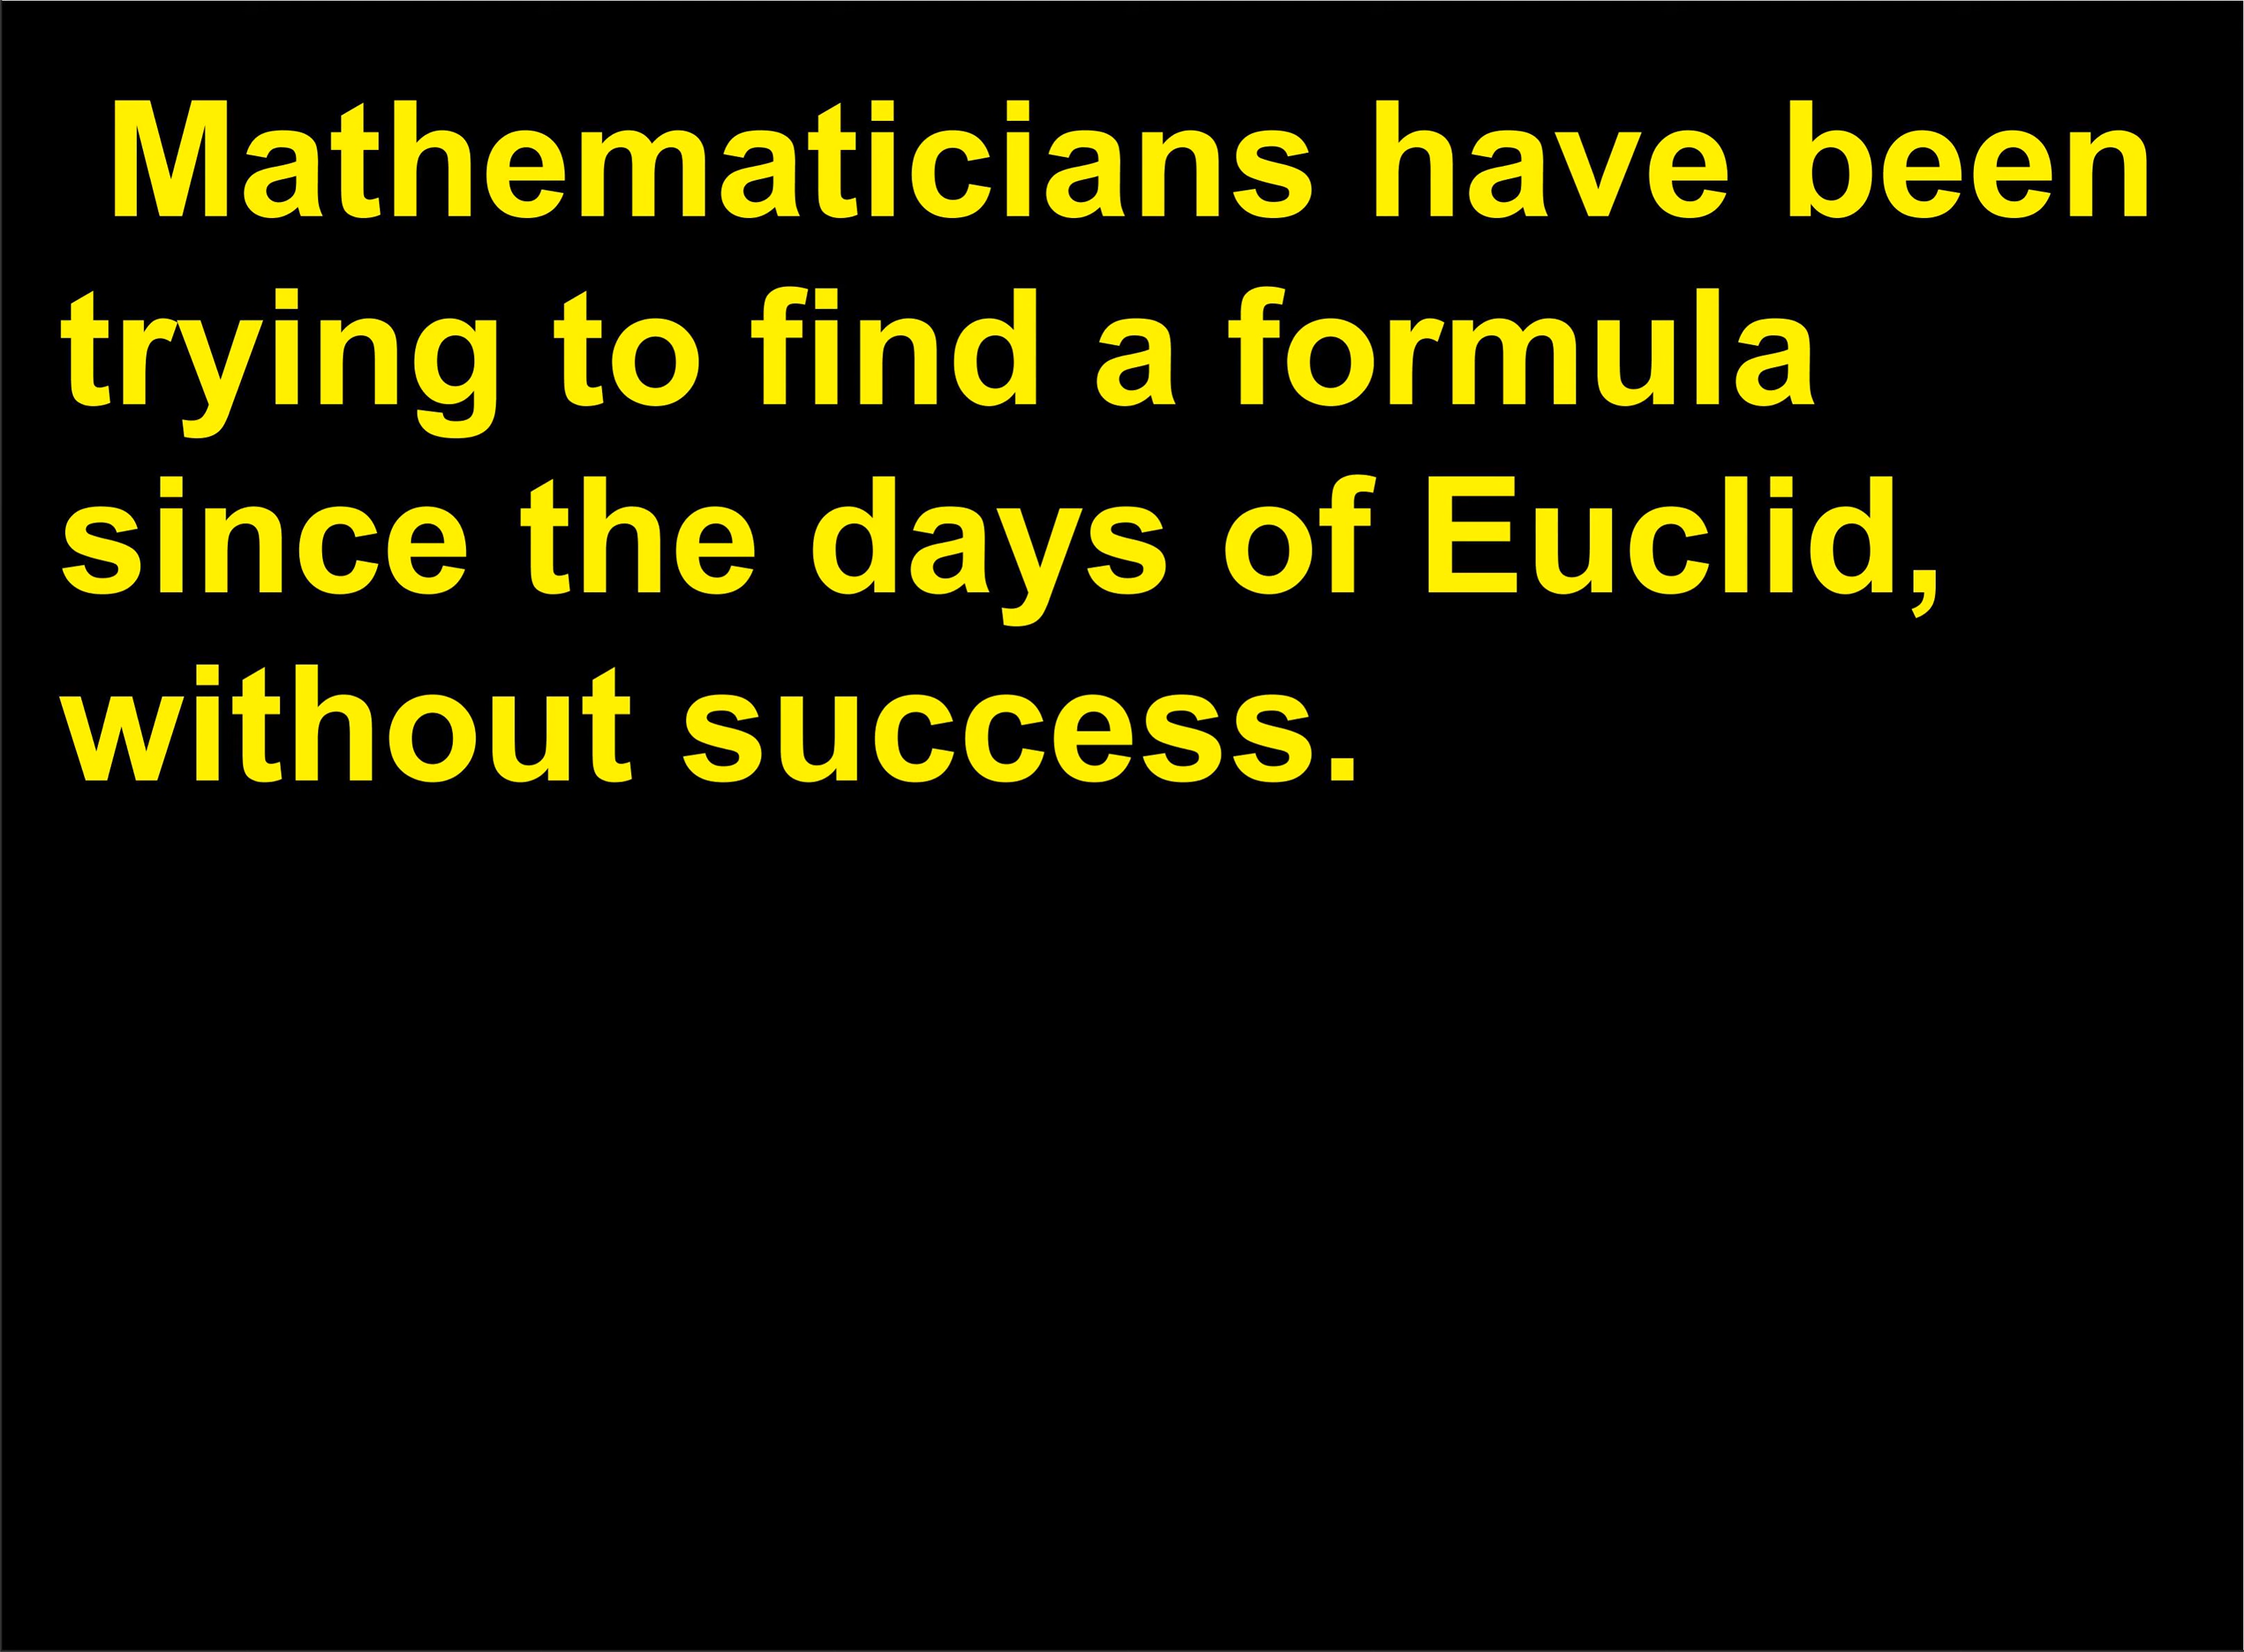 Mathematicians have been
trying to find a formula
since the days of Euclid,
without success.